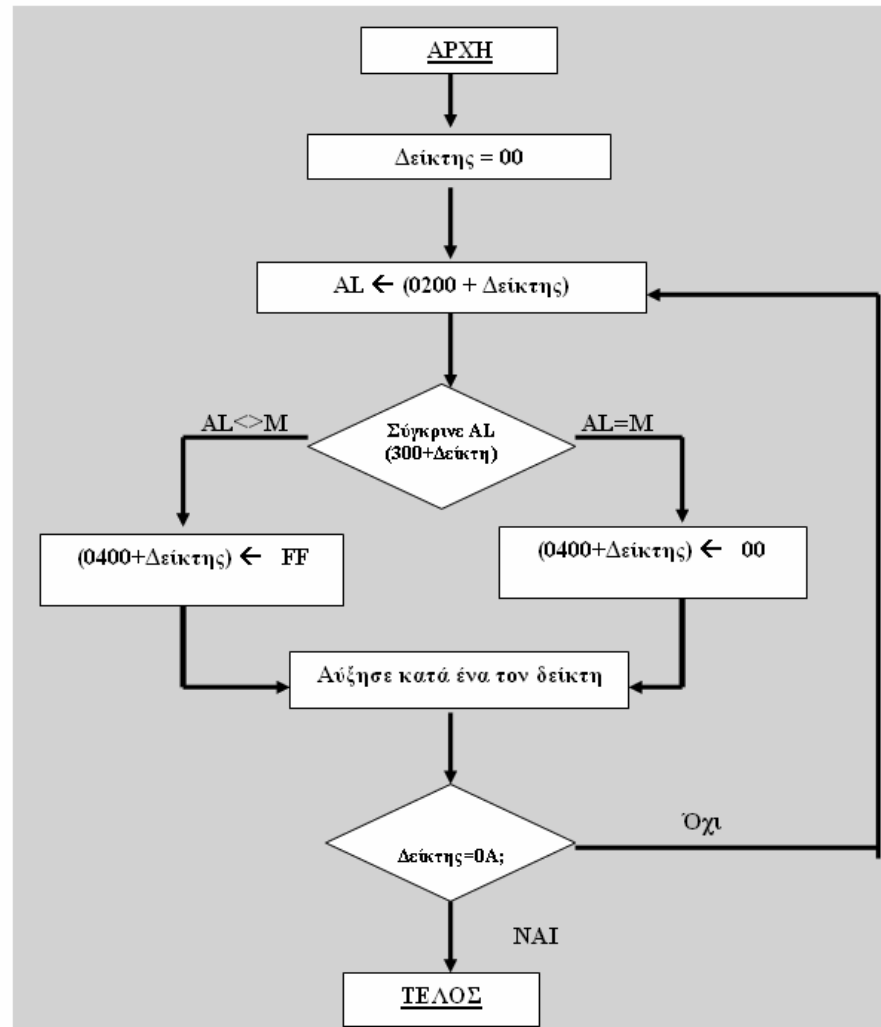 ΑΡΧΗ
Δείκτης = 00
AL ← (0200 + Δείκτης)
AL<>M
Σύγκρινε AL
(300+Δείκτη)
AL=M
(0400+Δείκτης) ← FF
(0400+Δείκτης) ← 00
Αύξησε κατά ένα τον δείκτη
Όχι
Δείκτης=0A;
ΝΑΙ
ΤΕΛΟΣ